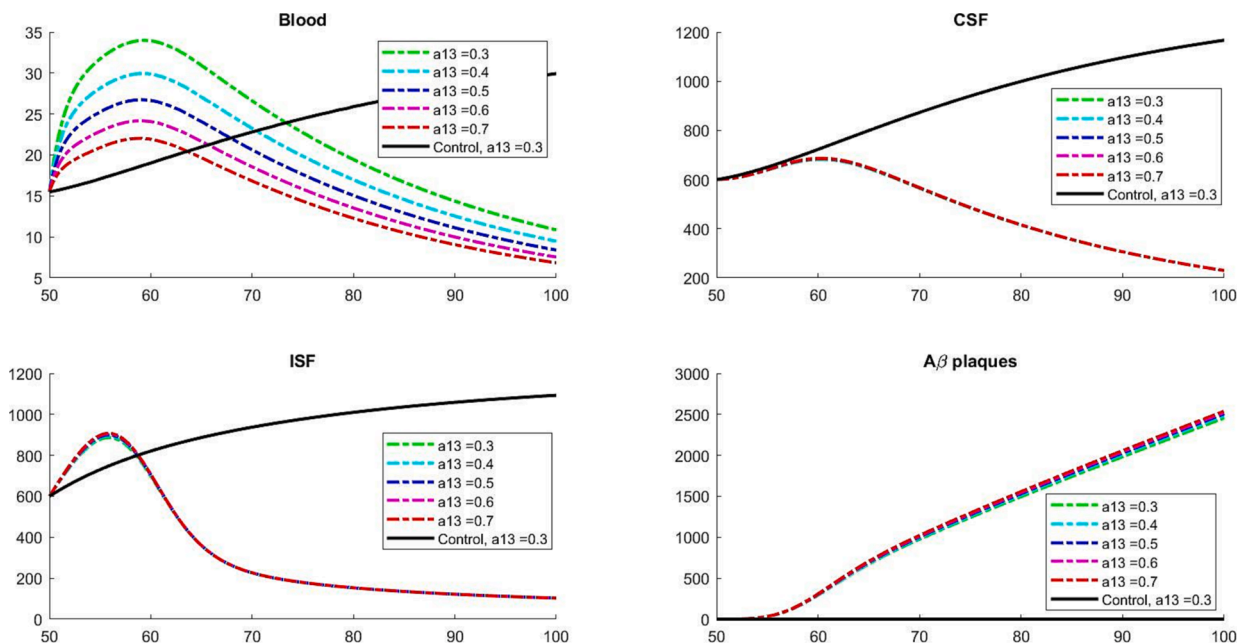 Blood
35
30
25
20
15
10
5
50
60
70
80
90
100
a13 =0.3
a13 =0.4
a13 =0.5
a13 =0.6
a13 =0.7
Control, a13 =0.3
CSF
1200
1000
800
600
400
200
50
60
70
80
90
100
a13 =0.3
a13 =0.4
a13 =0.5
a13 =0.6
a13 =0.7
Control, a13 =0.3
ISF
1200
1000
800
600
400
200
0
50
60
70
80
90
100
a13 =0.3
a13 =0.4
a13 =0.5
a13 =0.6
a13 =0.7
Control, a13 =0.3
Aβ plaques
3000
2500
2000
1500
1000
500
0
50
60
70
80
90
100
a13 =0.3
a13 =0.4
a13 =0.5
a13 =0.6
a13 =0.7
Control, a13 =0.3